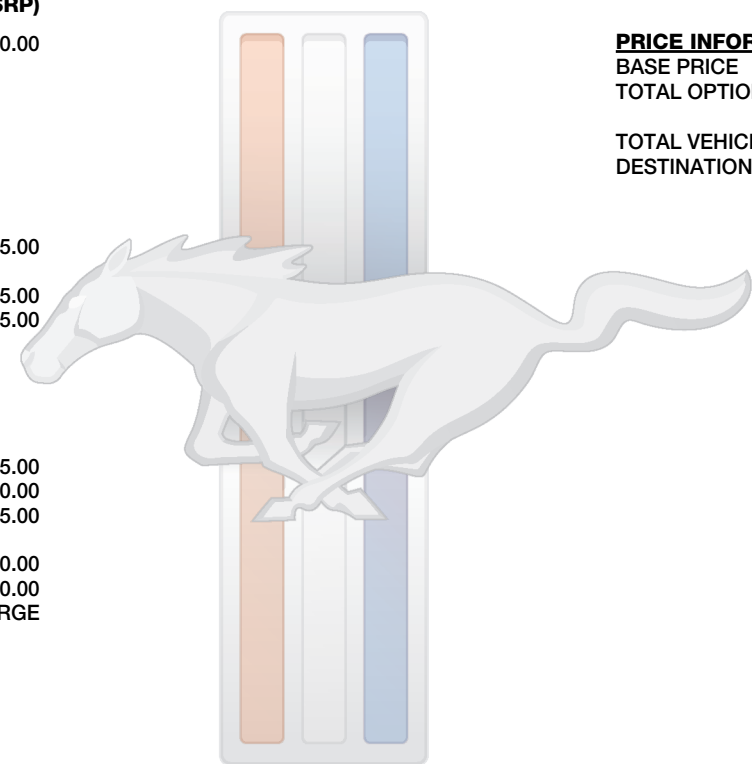 SRP)
0.00
5.00
5.00
5.00
5.00
0.00
5.00
0.00
0.00
RGE
PRICE INFOR
BASE PRICE
TOTAL OPTIO
TOTAL VEHIC
DESTINATION